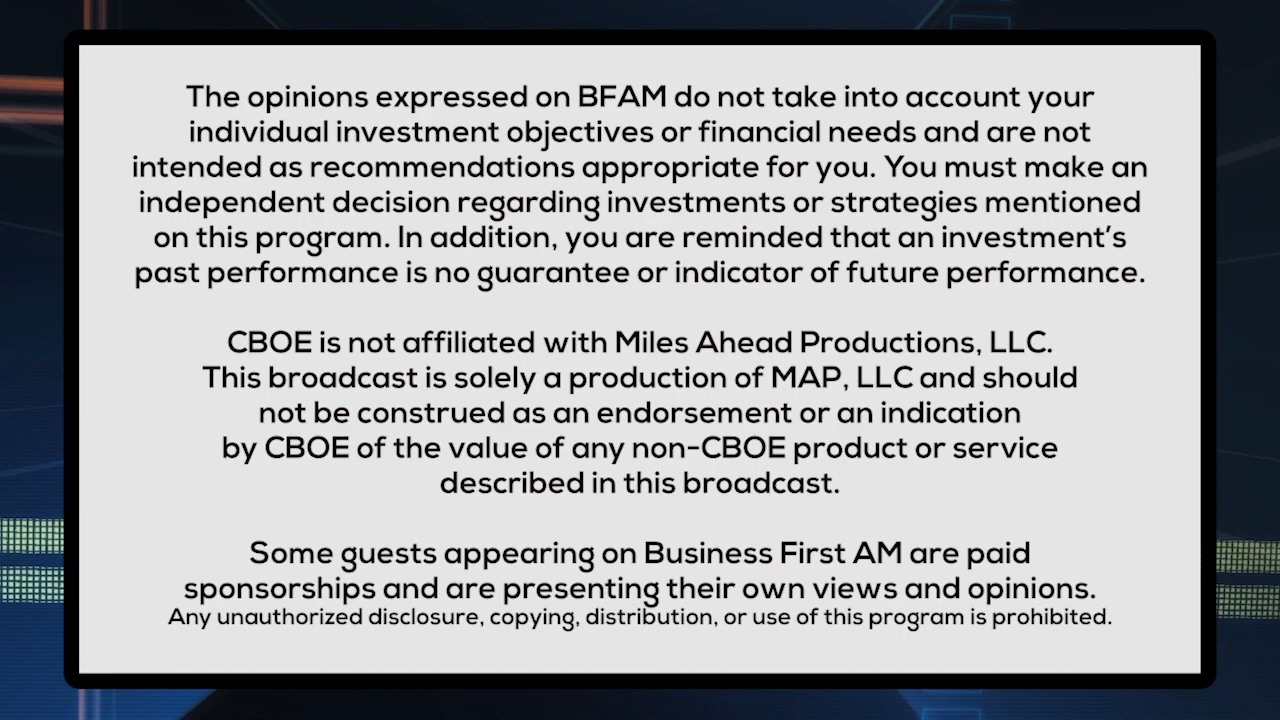 The opinions expressed on BFAM do not take into account your
individual investment objectives or financial needs and are not
intended as recommendations appropriate for you. You must make an
independent decision regarding investments or strategies mentioned
on this program. In addition, you are reminded that an investment's
past performance is no guarantee or indicator of future performance.
CBOE is not affiliated with Miles Ahead Productions, LLC.
This broadcast is solely a production of MAP, LLC and should
not be construed as an endorsement or an indication
by CBOE of the value of any non-CBOE product or service
described in this broadcast.
Some guests appearing on Business First AM are paid
sponsorships and are presenting their own views and opinions.
Any unauthorized disclosure, copying, distribution, or use of this program is prohibited.